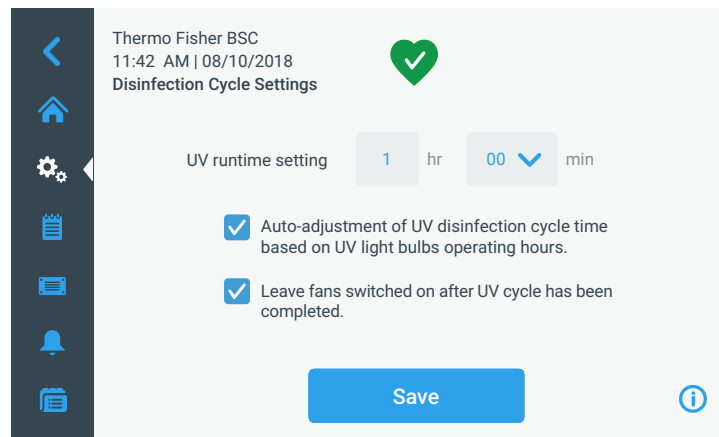 Thermo Fisher BSC
11:42 AM | 08/10/2018
Disinfection Cycle Settings
UV runtime setting 1 hr 00 min
Auto-adjustment of UV disinfection cycle time
based on UV light bulbs operating hours.
Leave fans switched on after UV cycle has been
completed.
Save